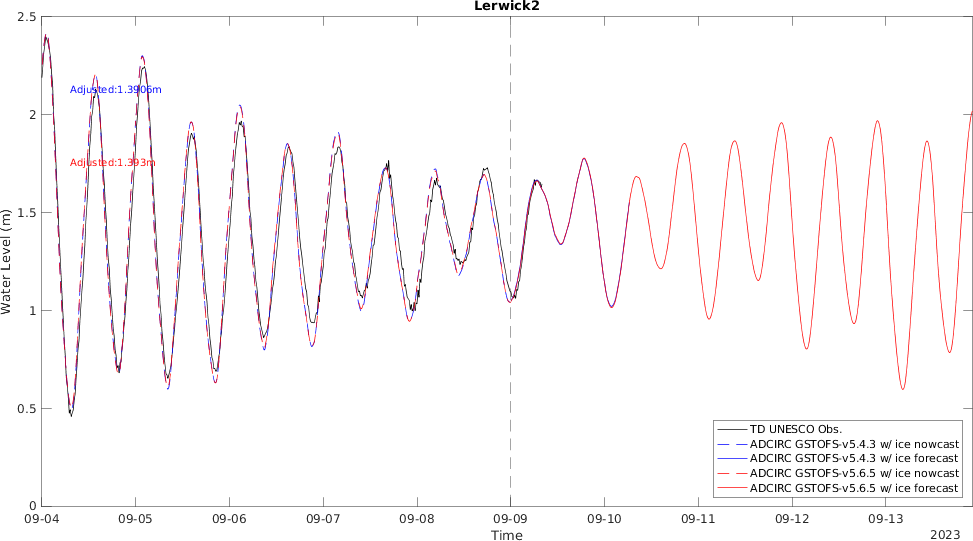 Lerwick2
2.5
2
1.5
1
0.5
0
Water Level (m)
Adjusted:1.3906m
Adjusted:1.393m
TD UNESCO Obs.
ADCIRC GSTOFS-v5.4.3 w/ ice nowcast
ADCIRC GSTOFS-v5.4.3 w/ ice forecast
ADCIRC GSTOFS-v5.6.5 w/ ice nowcast
ADCIRC GSTOFS-v5.6.5 w/ ice forecast
09-04 09-05 09-06 09-07 09-08 09-09 09-10 09-11 09-12 09-13
Time
2023